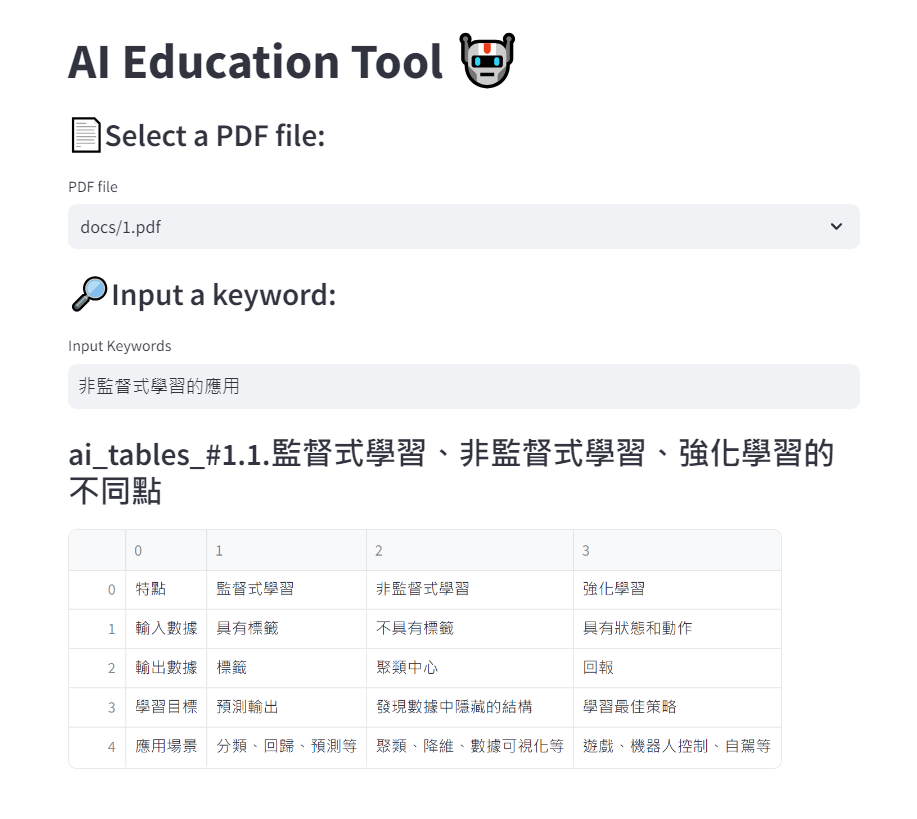 AI Education Tool
Select a PDF file:
PDF file
docs/1.pdf
Input a keyword:
Input Keywords
非監督式學習的應用
ai_tables_#1.1.監督式學習、非監督式學習、強化學習的
不同點
0 1 2 3
0 特點 監督式學習 非監督式學習 強化學習
1 輸入數據 具有標籤 不具有標籤 具有狀態和動作
2 輸出數據 標籤 聚類中心 回報
3 學習目標 預測輸出 發現數據中隱藏的結構 學習最佳策略
4 應用場景 分類、回歸、預測等 聚類、降維、數據可視化等 遊戲、機器人控制、自駕等